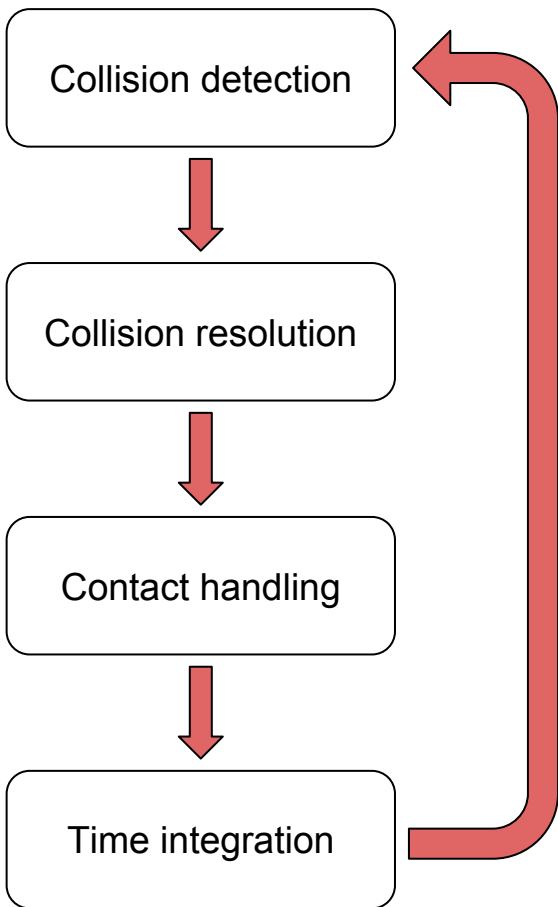 Collision detection
Collision resolution
Contact handling
Time integration